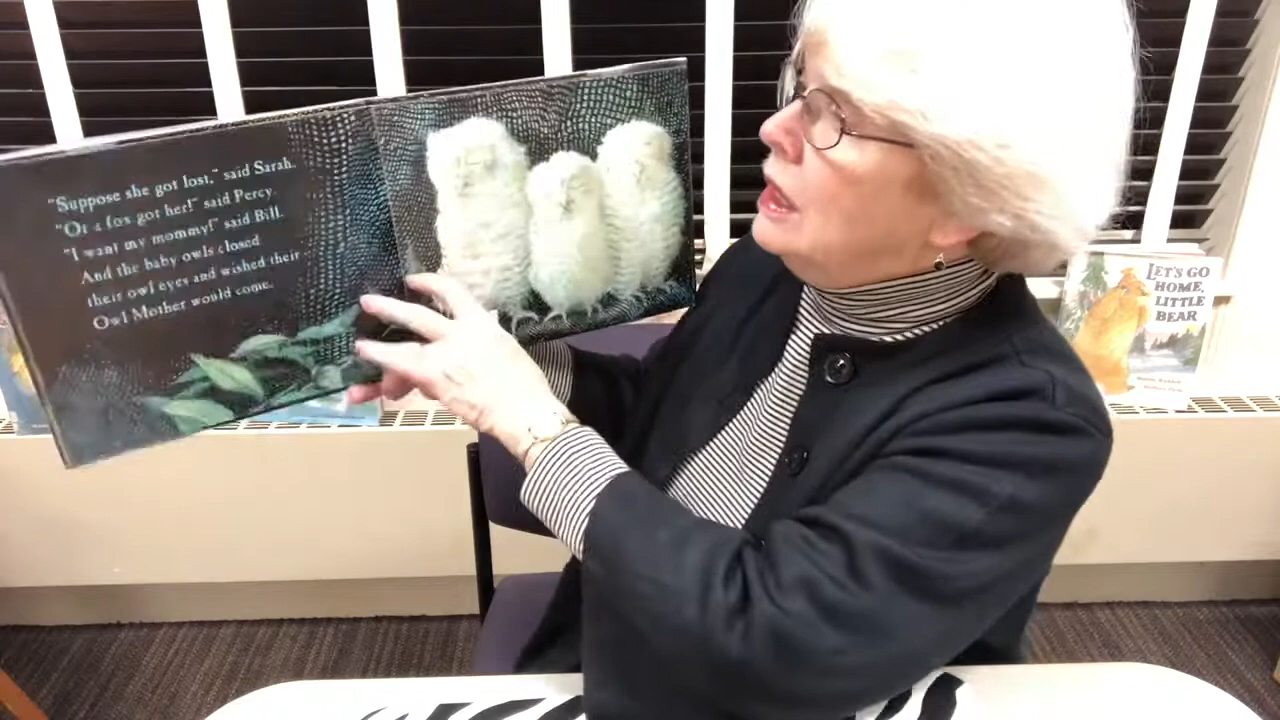 "Suppose she got lost," said Sarah.
"Or a fox got her!" said Percy.
"I want my mommy!" said Bill.
And the baby owls closed
their owl eyes and wished their
Owl Mother would come.
LET'S GO
HOME,
LITTLE
BEAR